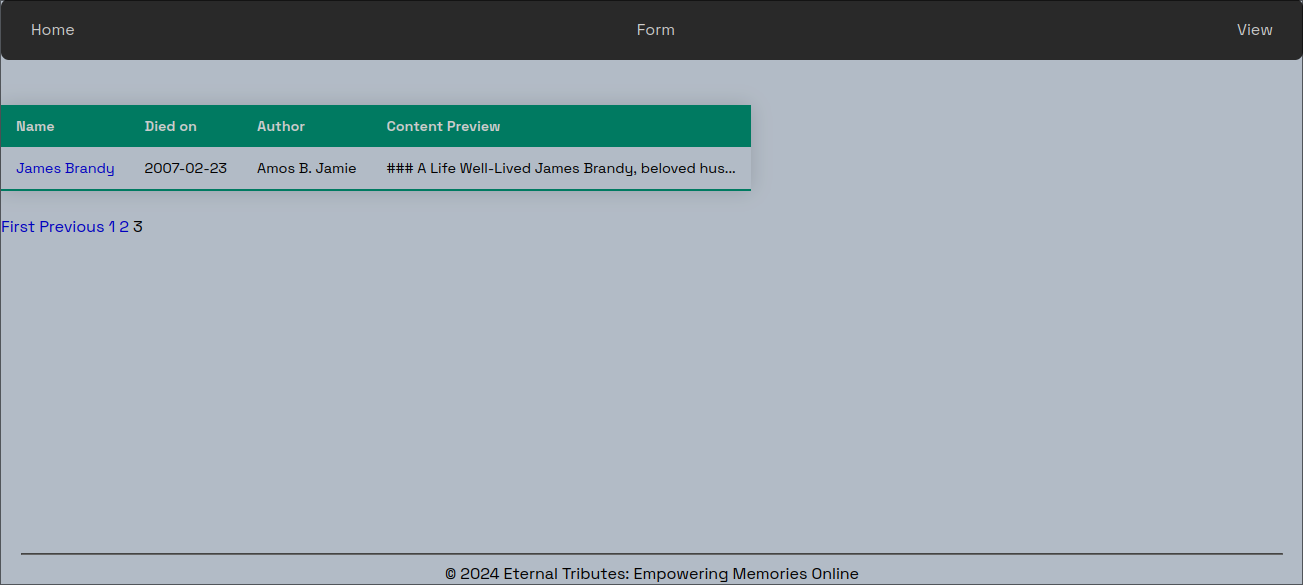 Home Form View
Name Died on Author Content Preview
James Brandy 2007-02-23 Amos B. Jamie ### A Life Well-Lived James Brandy, beloved hus...
First Previous 1 2 3
© 2024 Eternal Tributes: Empowering Memories Online